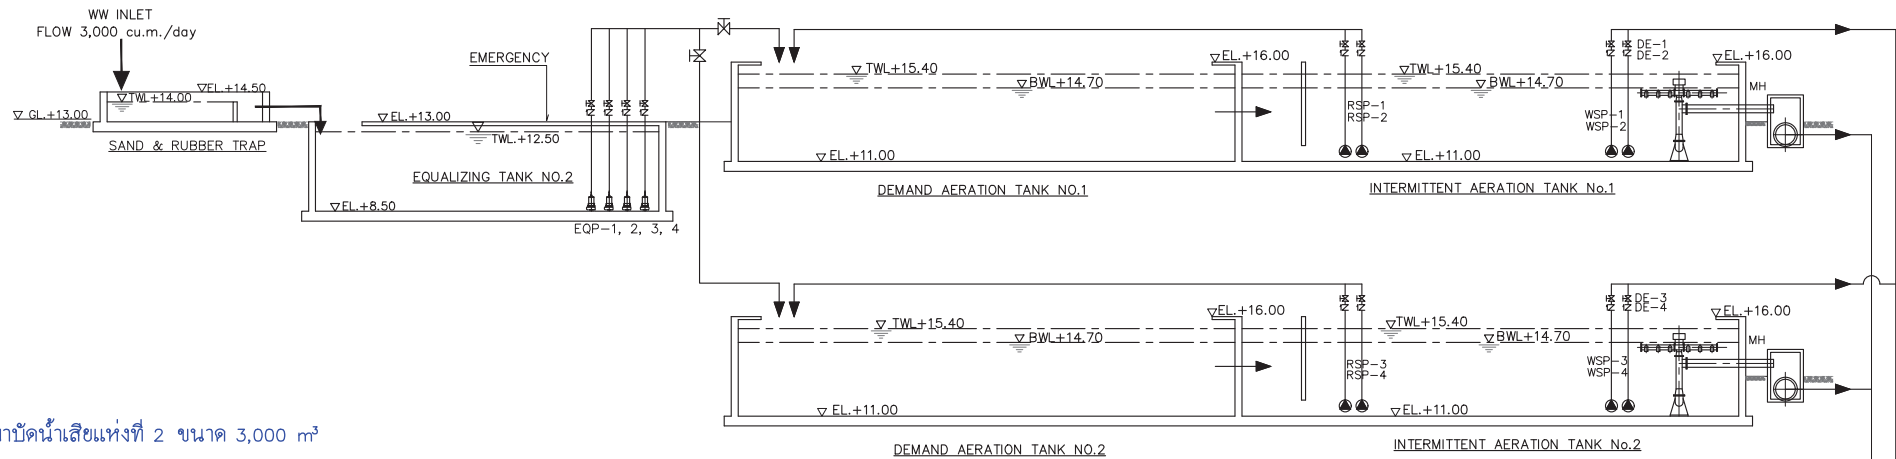 WW INLET
FLOW 3,000 cu.m./day
EL.+14.50
TWL+14.00
GL.+13.00
SAND & RUBBER TRAP
EMERGENCY
EL.+13.00
TWL.+12.50
EQUALIZING TANK NO.2
EL.+8.50
EQP-1, 2, 3, 4
TWL+15.40
BWL+14.70
EL.+16.00
EL.+11.00
DEMAND AERATION TANK NO.1
RSP-1
RSP-2
TWL+15.40
BWL+14.70
EL.+11.00
INTERMITTENT AERATION TANK No.1
DE-1
DE-2
WSP-1
WSP-2
EL.+16.00
MH
TWL+15.40
BWL+14.70
EL.+16.00
EL.+11.00
DEMAND AERATION TANK NO.2
RSP-3
RSP-4
TWL+15.40
BWL+14.70
EL.+11.00
INTERMITTENT AERATION TANK No.2
DE-3
DE-4
WSP-3
WSP-4
EL.+16.00
MH
น้ำเสียแห่งที่ 2 ขนาด 3,000 m³